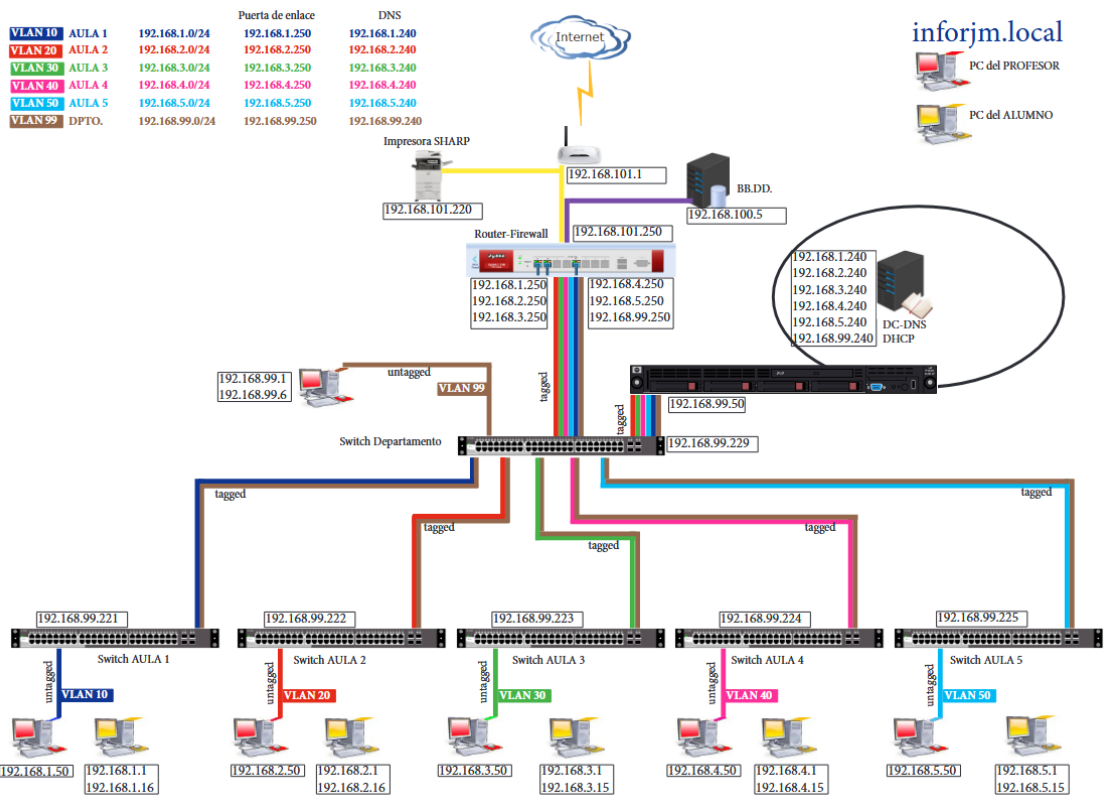 Puerta de enlace DNS
VLAN 10 AULA 1 192.168.1.0/24 192.168.1.250 192.168.1.240
VLAN 20 AULA 2 192.168.2.0/24 192.168.2.250 192.168.2.240
VLAN 30 AULA 3 192.168.3.0/24 192.168.3.250 192.168.3.240
VLAN 40 AULA 4 192.168.4.0/24 192.168.4.250 192.168.4.240
VLAN 50 AULA 5 192.168.5.0/24 192.168.5.250 192.168.5.240
VLAN 99 DPTO. 192.168.99.0/24 192.168.99.250 192.168.99.240
Internet
inforjm.local
PC del PROFESOR
PC del ALUMNO
Impresora SHARP
192.168.101.220
192.168.101.1
BB.DD.
192.168.100.5
192.168.101.250
Router-Firewall
192.168.1.250
192.168.2.250
192.168.3.250
192.168.4.250
192.168.5.250
192.168.99.250
192.168.1.240
192.168.2.240
192.168.3.240
192.168.4.240
192.168.5.240
192.168.99.240
DC-DNS
DHCP
192.168.99.1
192.168.99.6
untagged
VLAN 99
tagged
tagged
192.168.99.50
Switch Departamento
192.168.99.229
tagged
tagged
tagged
tagged
tagged
192.168.99.221
Switch AULA 1
untagged
VLAN 10
192.168.1.50
192.168.1.1
192.168.1.16
192.168.99.222
Switch AULA 2
untagged
VLAN 20
192.168.2.50
192.168.2.1
192.168.2.16
192.168.99.223
Switch AULA 3
untagged
VLAN 30
192.168.3.50
192.168.3.1
192.168.3.15
192.168.99.224
Switch AULA 4
untagged
VLAN 40
192.168.4.50
192.168.4.1
192.168.4.15
192.168.99.225
Switch AULA 5
untagged
VLAN 50
192.168.5.50
192.168.5.1
192.168.5.15